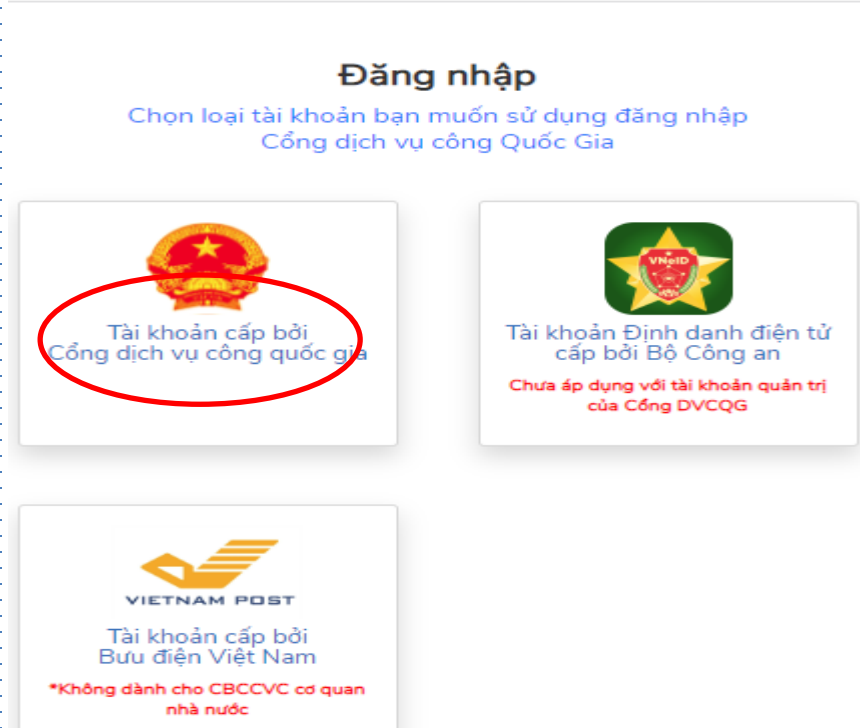 Đăng nhập
Chọn loại tài khoản bạn muốn sử dụng đăng nhập
Cổng dịch vụ công Quốc Gia
Tài khoản cấp bởi
Cổng dịch vụ công quốc gia
VNeID
Tài khoản Định danh điện tử
cấp bởi Bộ Công an
Chưa áp dụng với tài khoản quản trị
của Cổng DVCQG
VIETNAM POST
Tài khoản cấp bởi
Bưu điện Việt Nam
*Không dành cho CBCCVC cơ quan
nhà nước